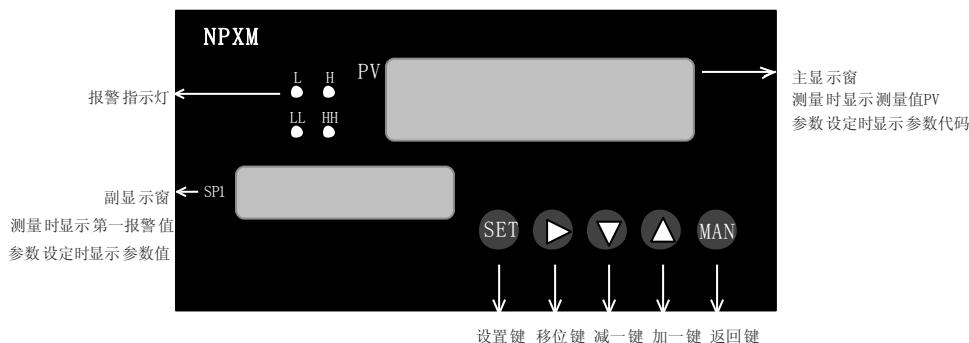 NPXM
L H
PV
LL HH
报警指示灯
主显示窗
测量时显示测量值PV
参数设定时显示参数代码
副显示窗
测量时显示第一报警值
参数设定时显示参数值
SP1
SET MAN
设置键 移位键 减一键 加一键 返回键